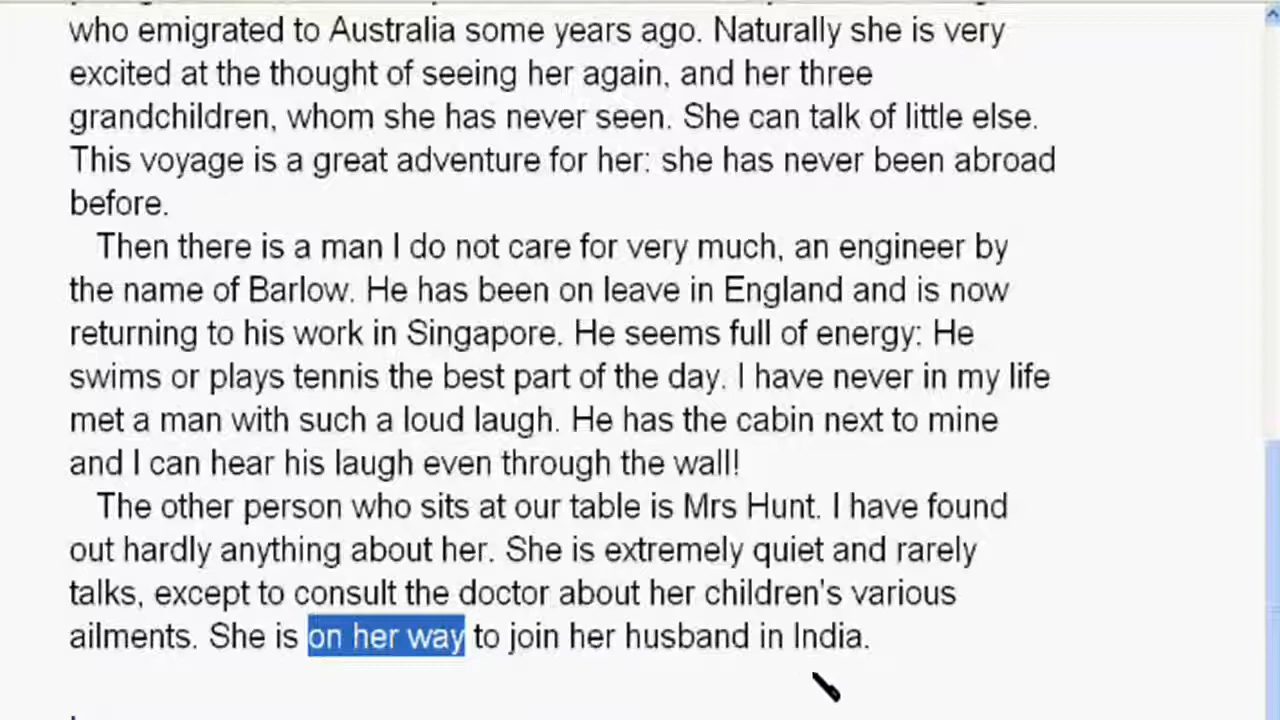 who emigrated to Australia some years ago. Naturally she is very
excited at the thought of seeing her again, and her three
grandchildren, whom she has never seen. She can talk of little else.
This voyage is a great adventure for her: she has never been abroad
before.
Then there is a man I do not care for very much, an engineer by
the name of Barlow. He has been on leave in England and is now
returning to his work in Singapore. He seems full of energy: He
swims or plays tennis the best part of the day. I have never in my life
met a man with such a loud laugh. He has the cabin next to mine
and I can hear his laugh even through the wall!
The other person who sits at our table is Mrs Hunt. I have found
out hardly anything about her. She is extremely quiet and rarely
talks, except to consult the doctor about her children's various
ailments. She is on her way to join her husband in India.